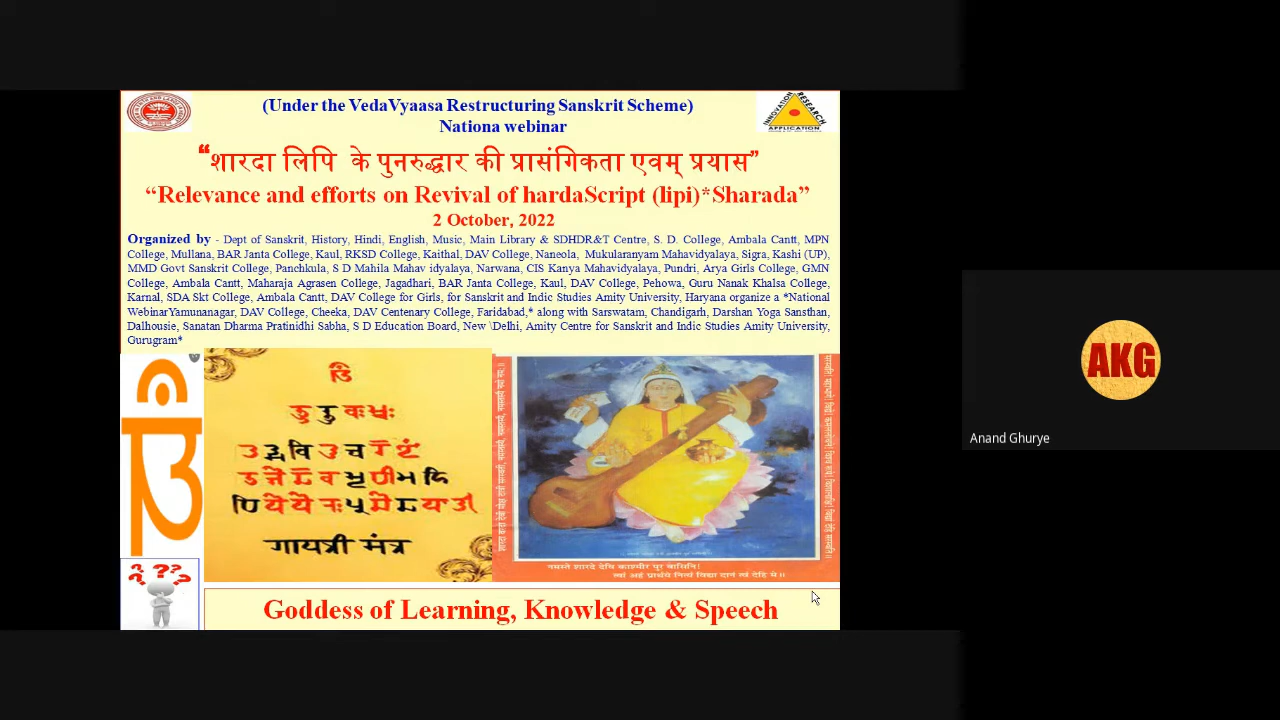 (Under the VedaVyaasa Restructuring Sanskrit Scheme)
Nationa webinar
“शारदा लिपि के पुनरुद्धार की प्रासंगिकता एवम् प्रयास”
“Relevance and efforts on Revival of hardaScript (lipi)*Sharada”
2 October, 2022
Organized by - Dept of Sanskrit, History, Hindi, English, Music, Main Library & SDHDR&T Centre, S. D. College, Ambala Cantt, MPN
College, Mullana, BAR Janta College, Kaul, RKSD College, Kaithal, DAV College, Naneola, Mukularanyam Mahavidyalaya, Sigra, Kashi (UP),
MMD Govt Sanskrit College, Panchkula, S D Mahila Mahav idyalaya, Narwana, CIS Kanya Mahavidyalaya, Pundri, Arya Girls College, GMN
College, Ambala Cantt, Maharaja Agrasen College, Jagadhari, BAR Janta College, Kaul, DAV College, Pehowa, Guru Nanak Khalsa College,
Karnal, SDA Skt College, Ambala Cantt, DAV College for Girls, for Sanskrit and Indic Studies Amity University, Haryana organize a *National
WebinarYamunanagar, DAV College, Cheeka, DAV Centenary College, Faridabad,* along with Sarswatam, Chandigarh, Darshan Yoga Sansthan,
Dalhousie, Sanatan Dharma Pratinidhi Sabha, S D Education Board, New \Delhi, Amity Centre for Sanskrit and Indic Studies Amity University,
Gurugram*
INNOVATION RESEARCH
APPLICATION
गायत्री मंत्र
नमस्ते शारदे देवि काश्मीर पुर वासिनि!
त्वां अहं प्रार्थये नित्यं विद्या दानं च देहि मे॥
? ? ? ?
Goddess of Learning, Knowledge & Speech
AKG
Anand Ghurye